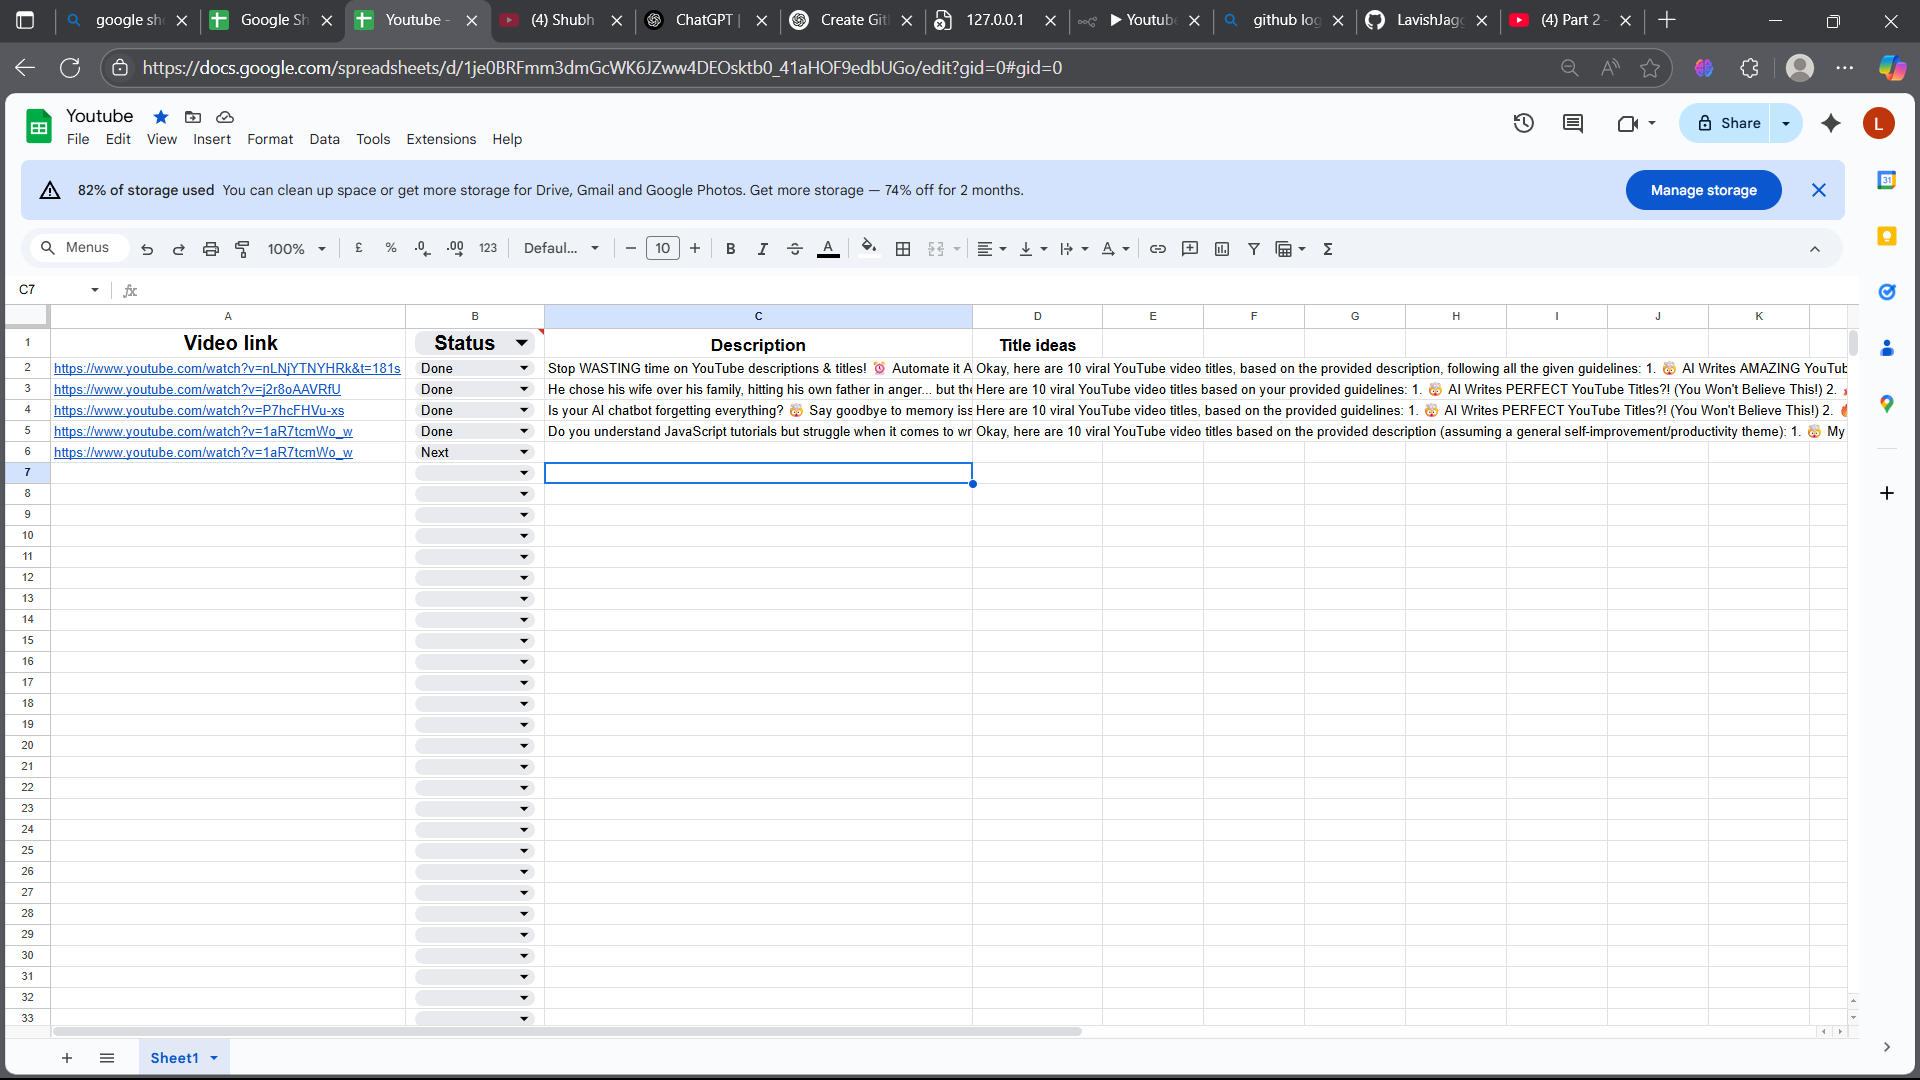 google sh
Google Sh
Youtube -
(4) Shubh
ChatGPT |
Create Git
127.0.0.1
▶ Youtube
github log
LavishJagg
(4) Part 2 -
https://docs.google.com/spreadsheets/d/1je0BRFmm3dmGcWK6JZww4DEOsktb0_41aHOF9edbUGo/edit?gid=0#gid=0
Youtube
File Edit View Insert Format Data Tools Extensions Help
Share
L
82% of storage used You can clean up space or get more storage for Drive, Gmail and Google Photos. Get more storage — 74% off for 2 months.
Manage storage
31
Menus 100% £ % .0 .00 123 Defaul... − 10 + B I A Σ
C7 fx
A B C D E F G H I J K
1 Video link Status Description Title ideas
2 https://www.youtube.com/watch?v=nLNjYTNYHRk&t=181s Done Stop WASTING time on YouTube descriptions & titles! ⏰ Automate it A Okay, here are 10 viral YouTube video titles, based on the provided description, following all the given guidelines: 1. 🤯 AI Writes AMAZING YouTub
3 https://www.youtube.com/watch?v=j2r8oAAVRfU Done He chose his wife over his family, hitting his own father in anger... but the Here are 10 viral YouTube video titles based on your provided guidelines: 1. 🤯 AI Writes PERFECT YouTube Titles?! (You Won't Believe This!) 2.
4 https://www.youtube.com/watch?v=P7hcFHVu-xs Done Is your AI chatbot forgetting everything? 🤯 Say goodbye to memory iss Here are 10 viral YouTube video titles, based on the provided guidelines: 1. 🤯 AI Writes PERFECT YouTube Titles?! (You Won't Believe This!) 2. 🔥
5 https://www.youtube.com/watch?v=1aR7tcmWo_w Done Do you understand JavaScript tutorials but struggle when it comes to wr Okay, here are 10 viral YouTube video titles based on the provided description (assuming a general self-improvement/productivity theme): 1. 🤯 My
6 https://www.youtube.com/watch?v=1aR7tcmWo_w Next
7
8
9
10
11
12
13
14
15
16
17
18
19
20
21
22
23
24
25
26
27
28
29
30
31
32
33
Sheet1